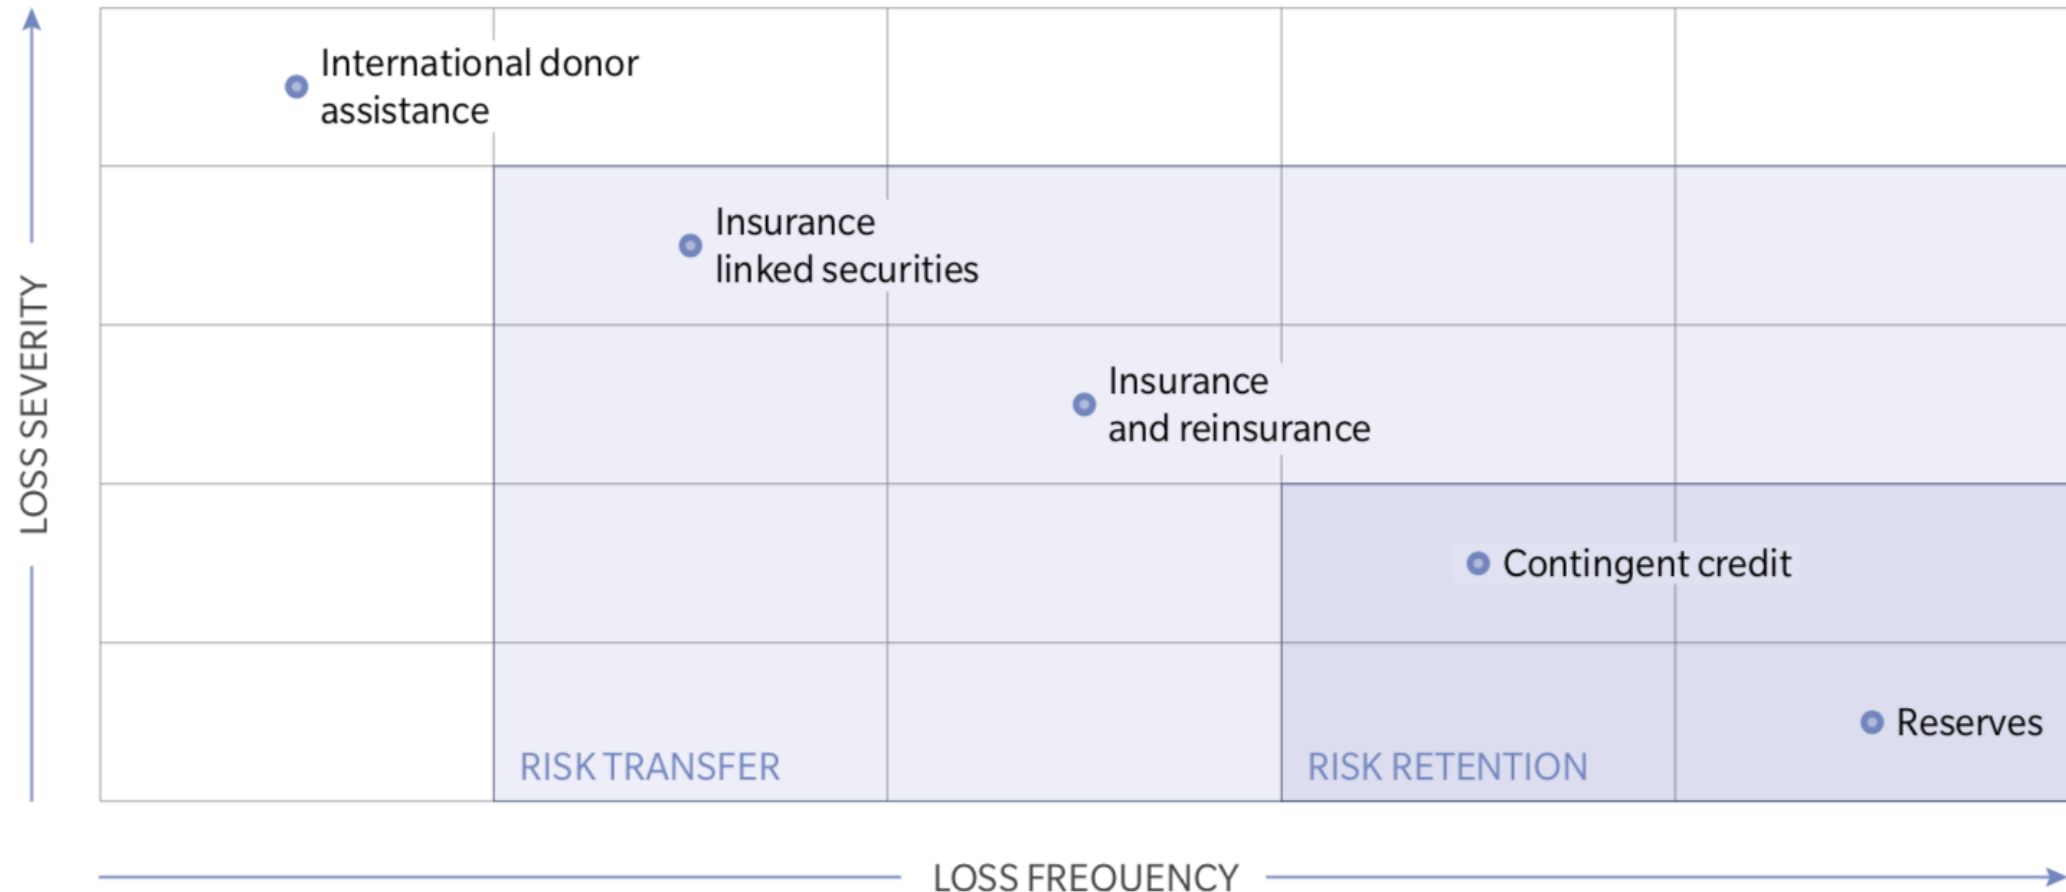 International donor
assistance
Insurance
linked securities
Insurance
and reinsurance
Contingent credit
Reserves
RISK TRANSFER
RISK RETENTION
LOSS SEVERITY
LOSS FREQUENCY